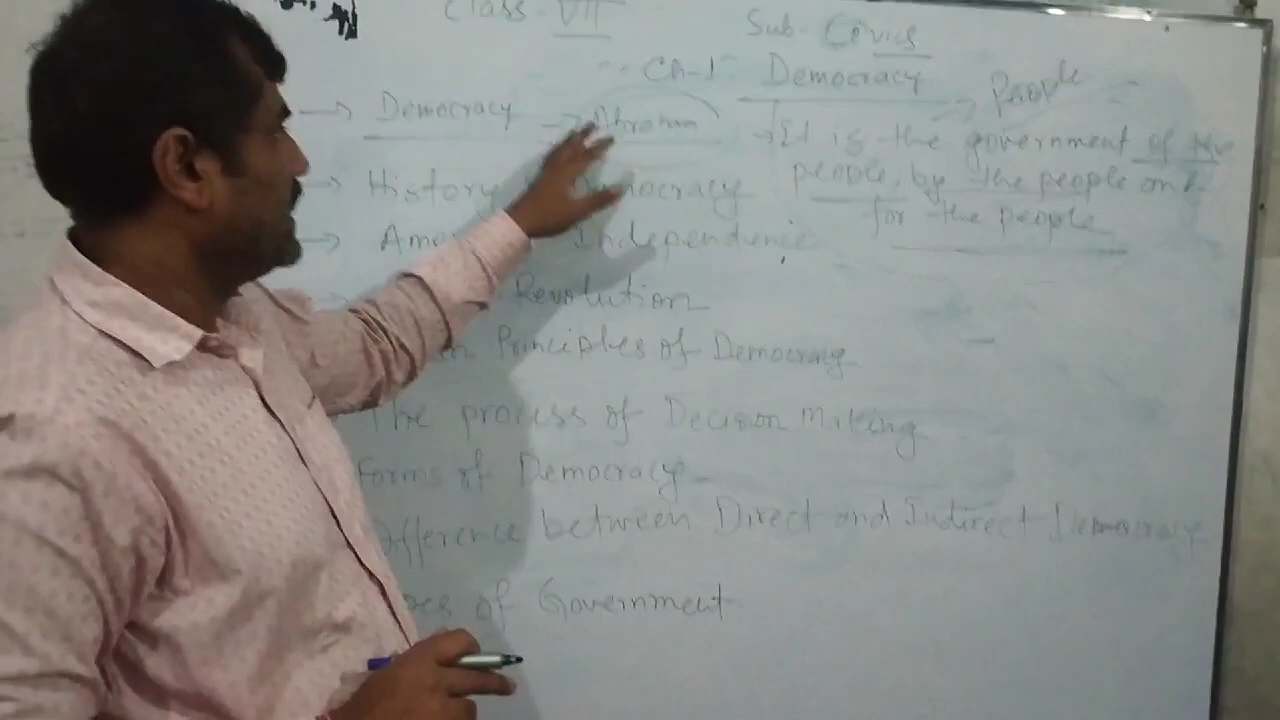 Class-VII
Sub- Civics
Ch-1 Democracy
→ Democracy → Abraham
People
→ It is the government of the
people, by the people and
for the people
→ History Democracy
→ Independence
Revolution
Principles of Democracy
The process of Decision Making
Forms of Democracy
Difference between Direct and Indirect Democracy
of Government